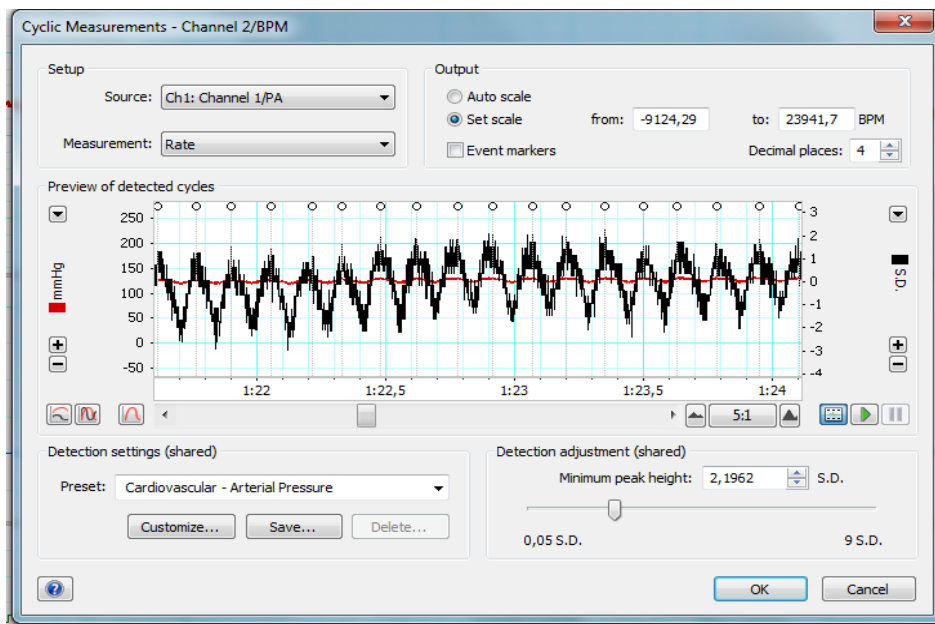 Cyclic Measurements - Channel 2/BPM
Setup
Source: Ch1: Channel 1/PA
Measurement: Rate
Output
Auto scale
Set scale from: -9124,29 to: 23941,7 BPM
Event markers Decimal places: 4
Preview of detected cycles
mmHg
250
200
150
100
50
0
-50
3
2
1
0
-1
-2
-3
-4
S.D.
1:22 1:22,5 1:23 1:23,5 1:24
5:1
Detection settings (shared)
Preset: Cardiovascular - Arterial Pressure
Customize... Save... Delete...
Detection adjustment (shared)
Minimum peak height: 2,1962 S.D.
0,05 S.D. 9 S.D.
OK Cancel